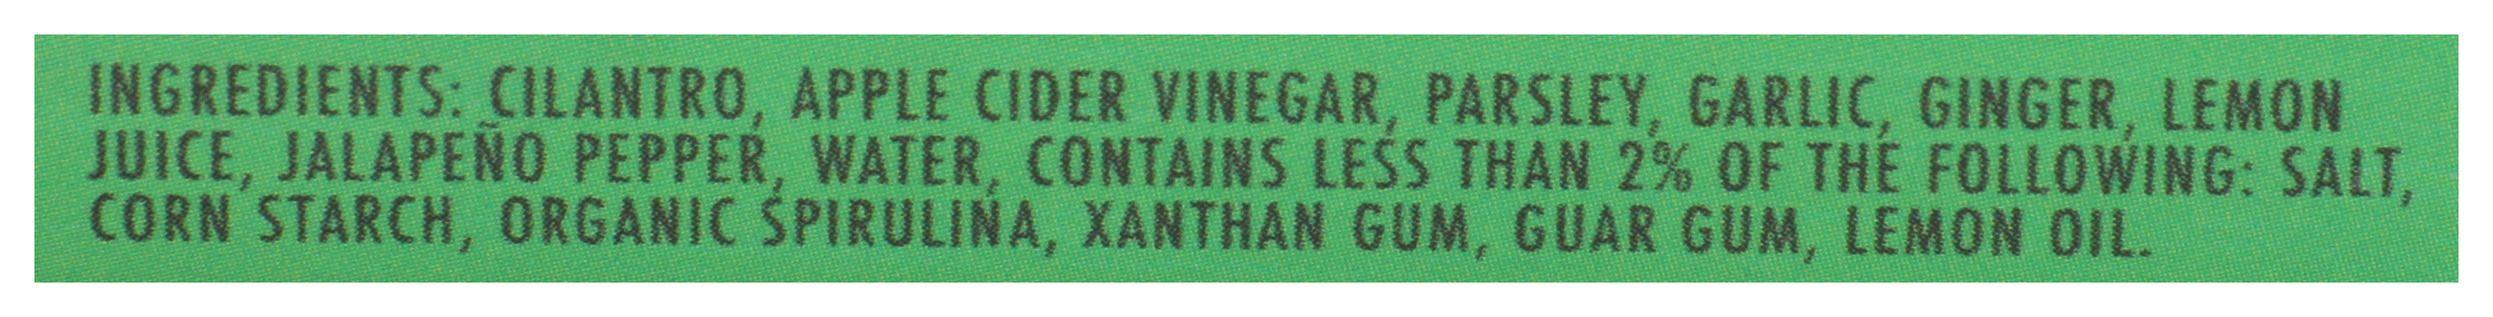 INGREDIENTS: CILANTRO, APPLE CIDER VINEGAR, PARSLEY, GARLIC, GINGER, LEMON
JUICE, JALAPEÑO PEPPER, WATER, CONTAINS LESS THAN 2% OF THE FOLLOWING: SALT,
CORN STARCH, ORGANIC SPIRULINA, XANTHAN GUM, GUAR GUM, LEMON OIL.